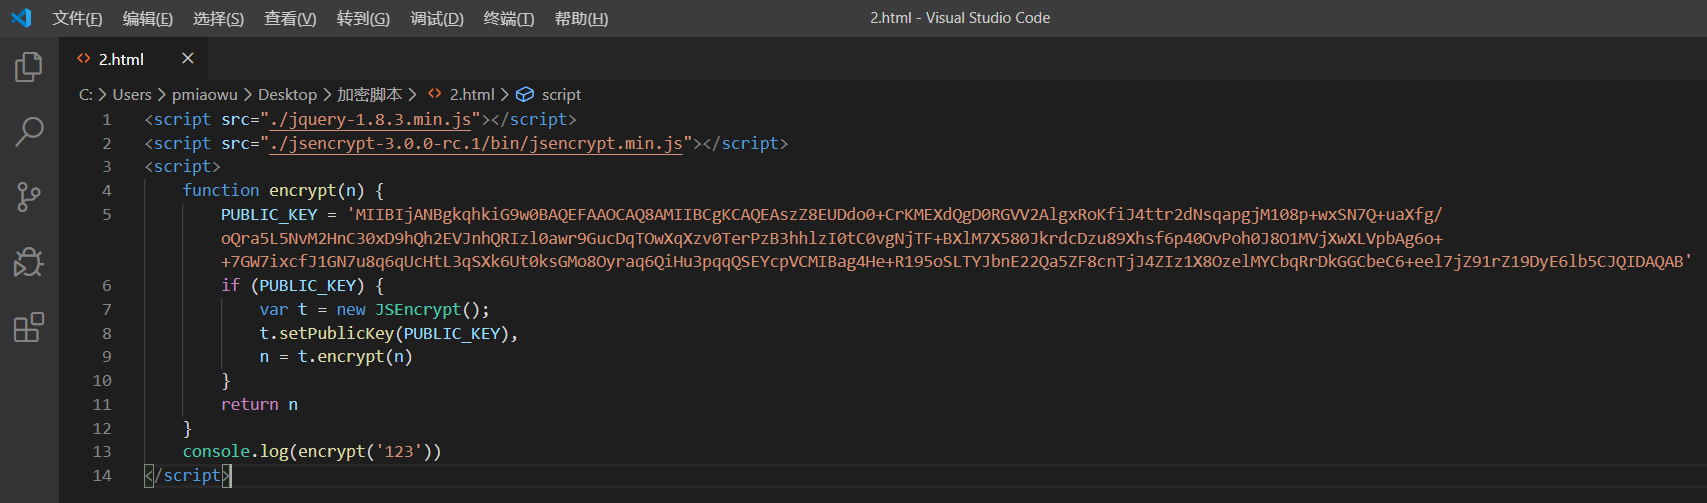 文件(F) 编辑(E) 选择(S) 查看(V) 转到(G) 调试(D) 终端(T) 帮助(H) 2.html - Visual Studio Code
<> 2.html ×
C: > Users > pmiaowu > Desktop > 加密脚本 > <> 2.html > script
1 <script src="./jquery-1.8.3.min.js"></script>
2 <script src="./jsencrypt-3.0.0-rc.1/bin/jsencrypt.min.js"></script>
3 <script>
4 function encrypt(n) {
5 PUBLIC_KEY = 'MIIBIjANBgkqhkiG9w0BAQEFAAOCAQ8AMIIBCgKCAQEAszZ8EUDdo0+CrKMEXdQgD0RGVV2AlgxRoKfiJ4ttr2dNsqapgjM108p+wxSN7Q+uaXfg/
oQra5L5NvM2HnC30xD9hQh2EVJnhQRIzl0awr9GucDqTOwXqXzv0TerPzB3hhlzI0tC0vgNjTF+BXlM7X580JkrdcDzu89Xhsf6p40OvPoh0J8O1MVjXwXLVpbAg6o+
+7GW7ixcfJ1GN7u8q6qUcHtL3qSXk6Ut0ksGMo8Oyraq6QiHu3pqqQSEYcpVCMIBag4He+R195oSLTYJbnE22Qa5ZF8cnTjJ4ZIz1X8OzelMYCbqRrDkGGCbeC6+eel7jZ91rZ19DyE6lb5CJQIDAQAB'
6 if (PUBLIC_KEY) {
7 var t = new JSEncrypt();
8 t.setPublicKey(PUBLIC_KEY),
9 n = t.encrypt(n)
10 }
11 return n
12 }
13 console.log(encrypt('123'))
14 </script>